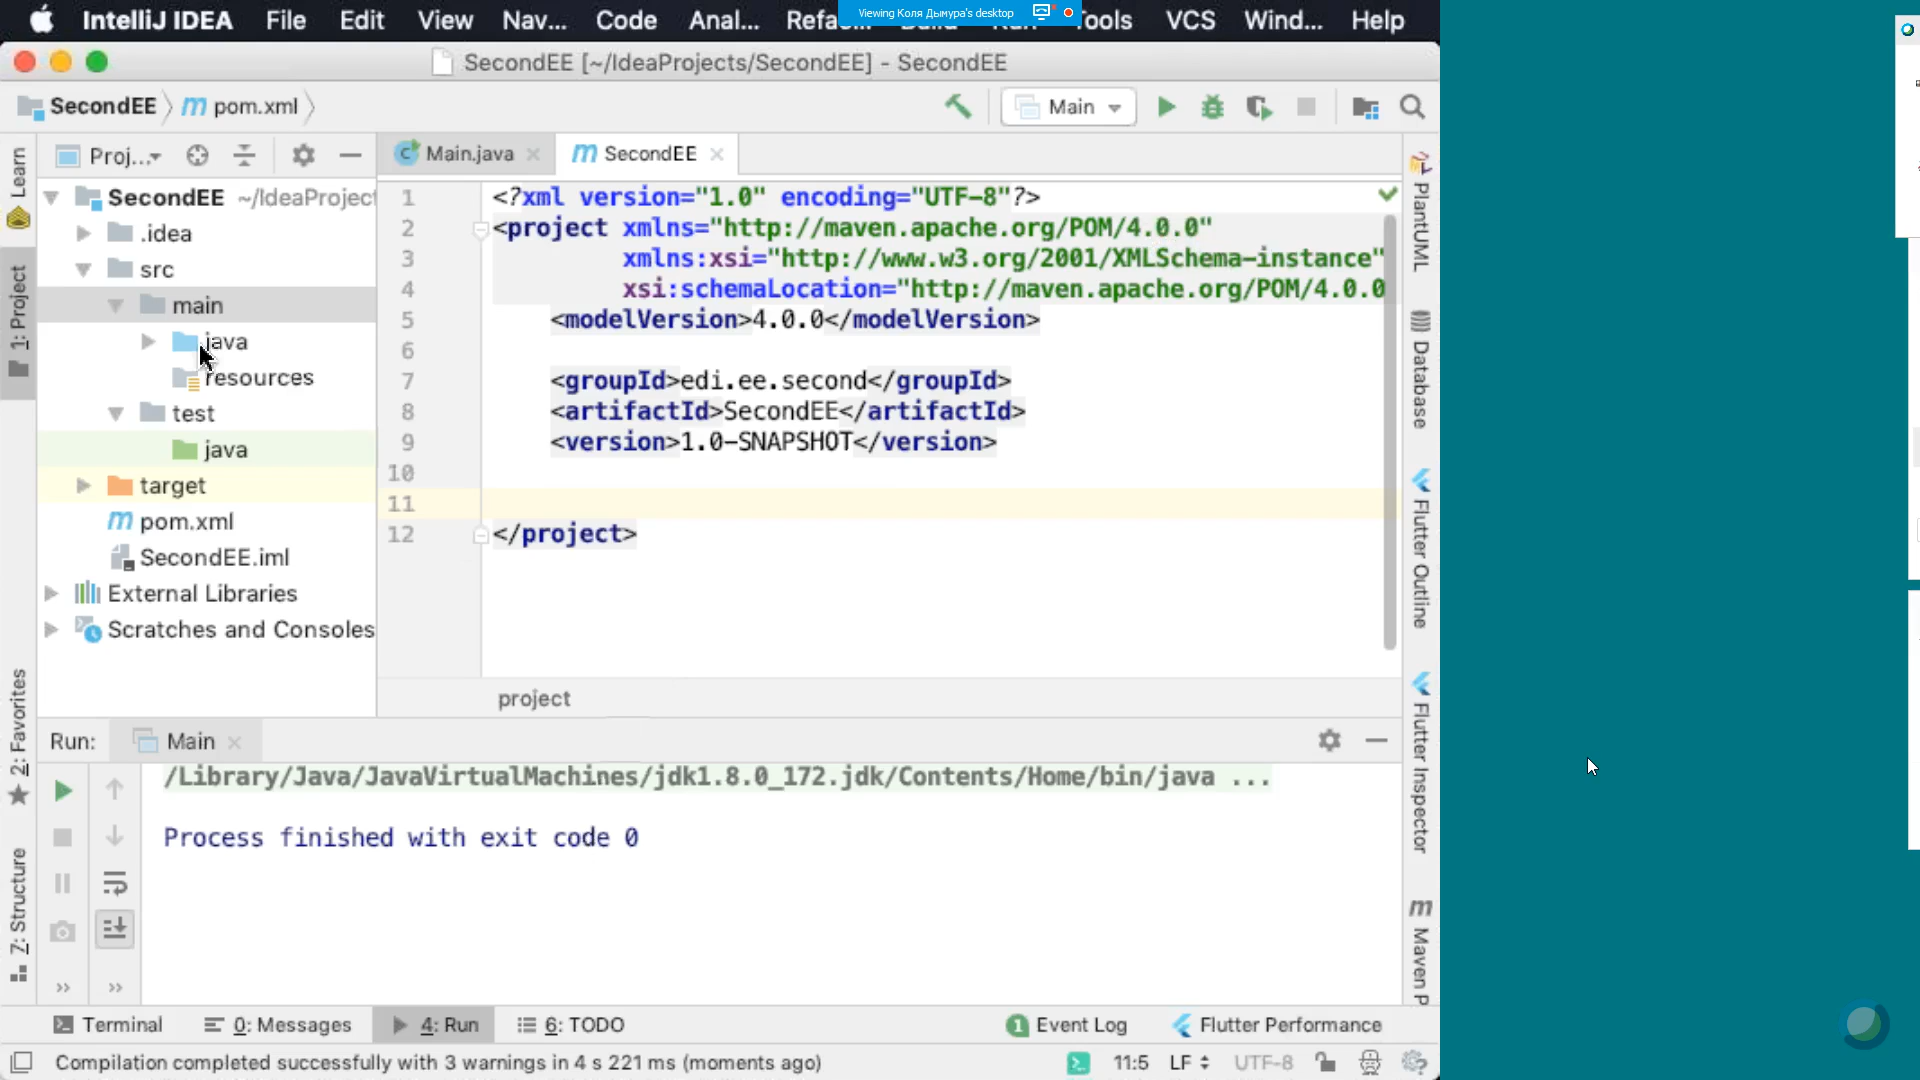 IntelliJ IDEA File Edit View Nav... Code Anal... Refa... Tools VCS Wind... Help
Viewing Коля Дымура's desktop
SecondEE [~/IdeaProjects/SecondEE] - SecondEE
SecondEE pom.xml
Main
Proj...
Main.java
SecondEE
Learn
1: Project
2: Favorites
7: Structure
SecondEE ~/IdeaProject
.idea
src
main
java
resources
test
java
target
pom.xml
SecondEE.iml
External Libraries
Scratches and Consoles
1 <?xml version="1.0" encoding="UTF-8"?>
2 <project xmlns="http://maven.apache.org/POM/4.0.0"
3 xmlns:xsi="http://www.w3.org/2001/XMLSchema-instance"
4 xsi:schemaLocation="http://maven.apache.org/POM/4.0.0
5 <modelVersion>4.0.0</modelVersion>
6
7 <groupId>edi.ee.second</groupId>
8 <artifactId>SecondEE</artifactId>
9 <version>1.0-SNAPSHOT</version>
10
11
12 </project>
project
PlantUML
Database
Flutter Outline
Flutter Inspector
Maven P
Run: Main
/Library/Java/JavaVirtualMachines/jdk1.8.0_172.jdk/Contents/Home/bin/java ...
Process finished with exit code 0
Terminal 0: Messages 4: Run 6: TODO 1 Event Log Flutter Performance
Compilation completed successfully with 3 warnings in 4 s 221 ms (moments ago) 11:5 LF UTF-8